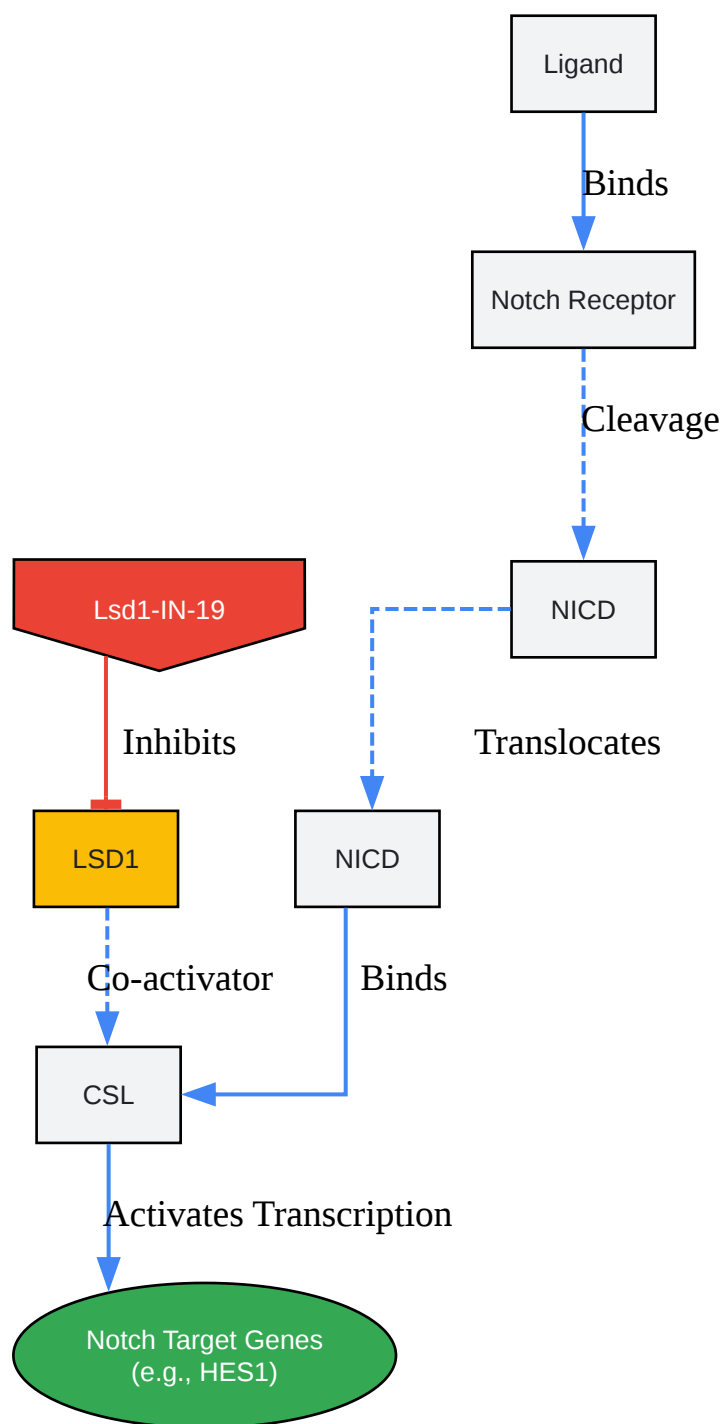 Ligand
Binds
Notch Receptor
Cleavage
Lsd1-IN-19
NICD
Inhibits
Translocates
LSD1
NICD
Co-activator
Binds
CSL
Activates Transcription
Notch Target Genes
(e.g., HES1)